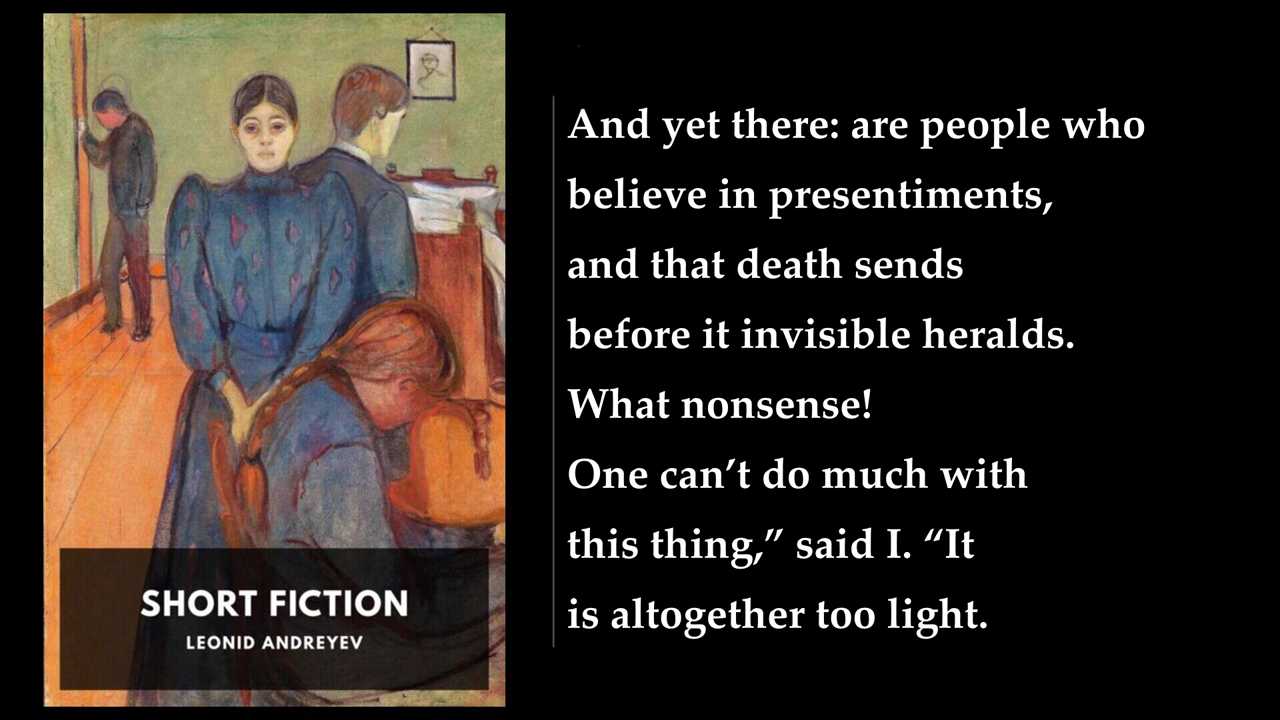 SHORT FICTION
LEONID ANDREYEV
And yet there: are people who
believe in presentiments,
and that death sends
before it invisible heralds.
What nonsense!
One can’t do much with
this thing,” said I. “It
is altogether too light.